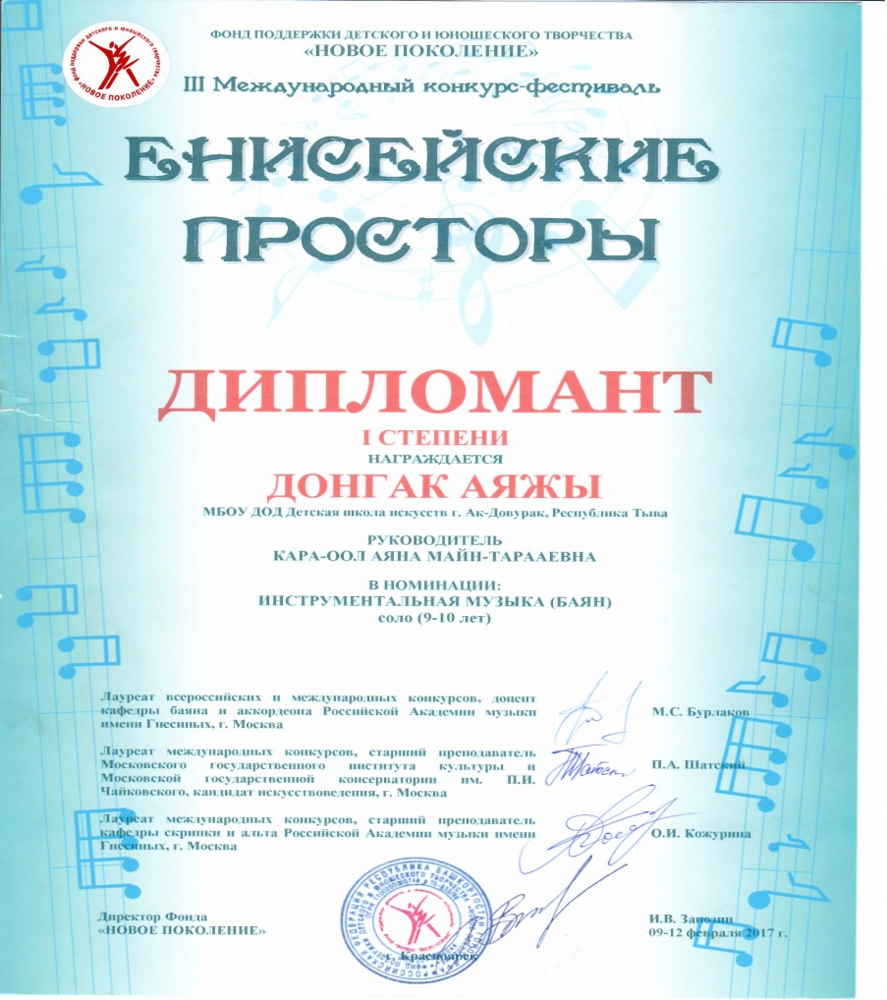 ФОНД ПОДДЕРЖКИ ДЕТСКОГО И ЮНОШЕСКОГО ТВОРЧЕСТВА
«НОВОЕ ПОКОЛЕНИЕ»
III Международный конкурс-фестиваль
ЕНИСЕЙСКИЕ
ПРОСТОРЫ
ДИПЛОМАНТ
I СТЕПЕНИ
НАГРАЖДАЕТСЯ
ДОНГАК АЯЖЫ
МБОУ ДОД Детская школа искусств г. Ак-Довурак, Республика Тыва
РУКОВОДИТЕЛЬ
КАРА-ООЛ АЯНА МАЙН-ТАРААЕВНА
В НОМИНАЦИИ:
ИНСТРУМЕНТАЛЬНАЯ МУЗЫКА (БАЯН)
соло (9-10 лет)
Лауреат всероссийских и международных конкурсов, доцент
кафедры баяна и аккордеона Российской Академии музыки
имени Гнесиных, г. Москва
М.С. Бурлаков
Лауреат международных конкурсов, старший преподаватель
Московского государственного института культуры и
Московской государственной консерватории им. П.И.
Чайковского, кандидат искусствоведения, г. Москва
П.А. Шатский
Лауреат международных конкурсов, старший преподаватель
кафедры скрипки и альта Российской Академии музыки имени
Гнесиных, г. Москва
О.И. Кожурина
Директор Фонда
«НОВОЕ ПОКОЛЕНИЕ»
г. Красноярск
И.В. Запозин
09-12 февраля 2017 г.